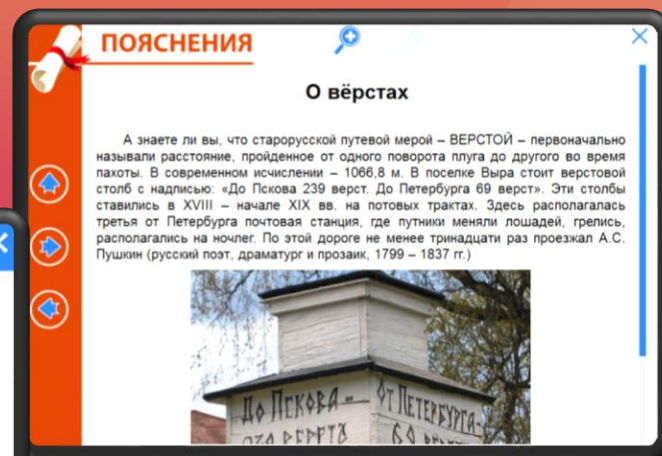 ПОЯСНЕНИЯ
О вёрстах
А знаете ли вы, что старорусской путевой мерой – ВЕРСТОЙ – первоначально
называли расстояние, пройденное от одного поворота плуга до другого во время
пахоты. В современном исчислении – 1066,8 м. В поселке Выра стоит верстовой
столб с надписью: «До Пскова 239 верст. До Петербурга 69 верст». Эти столбы
ставились в XVIII – начале XIX вв. на потовых трактах. Здесь располагалась
третья от Петербурга почтовая станция, где путники меняли лошадей, грелись,
располагались на ночлег. По этой дороге не менее тринадцати раз проезжал А.С.
Пушкин (русский поэт, драматург и прозаик, 1799 – 1837 гг.)
До Пскова – От Петербурга –